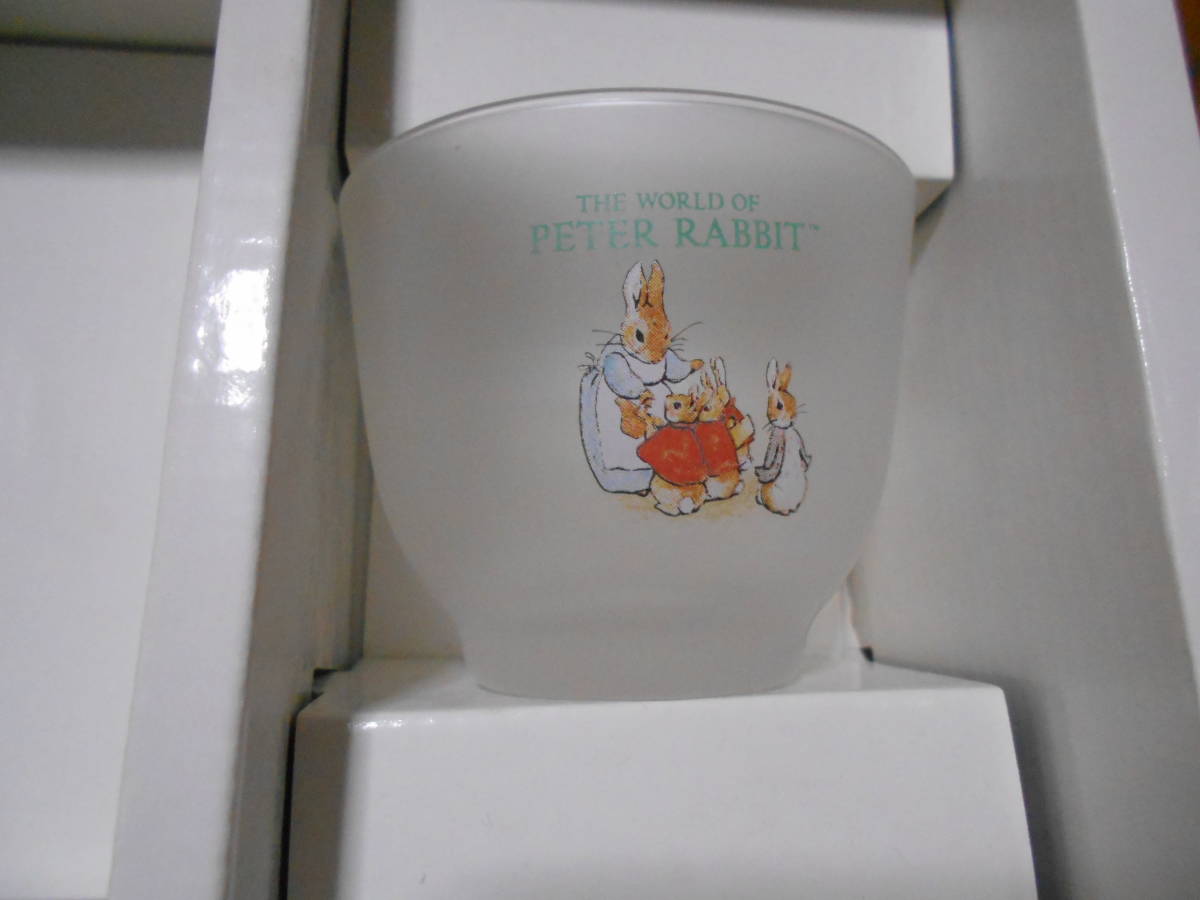 THE WORLD OF
PETER RABBIT™